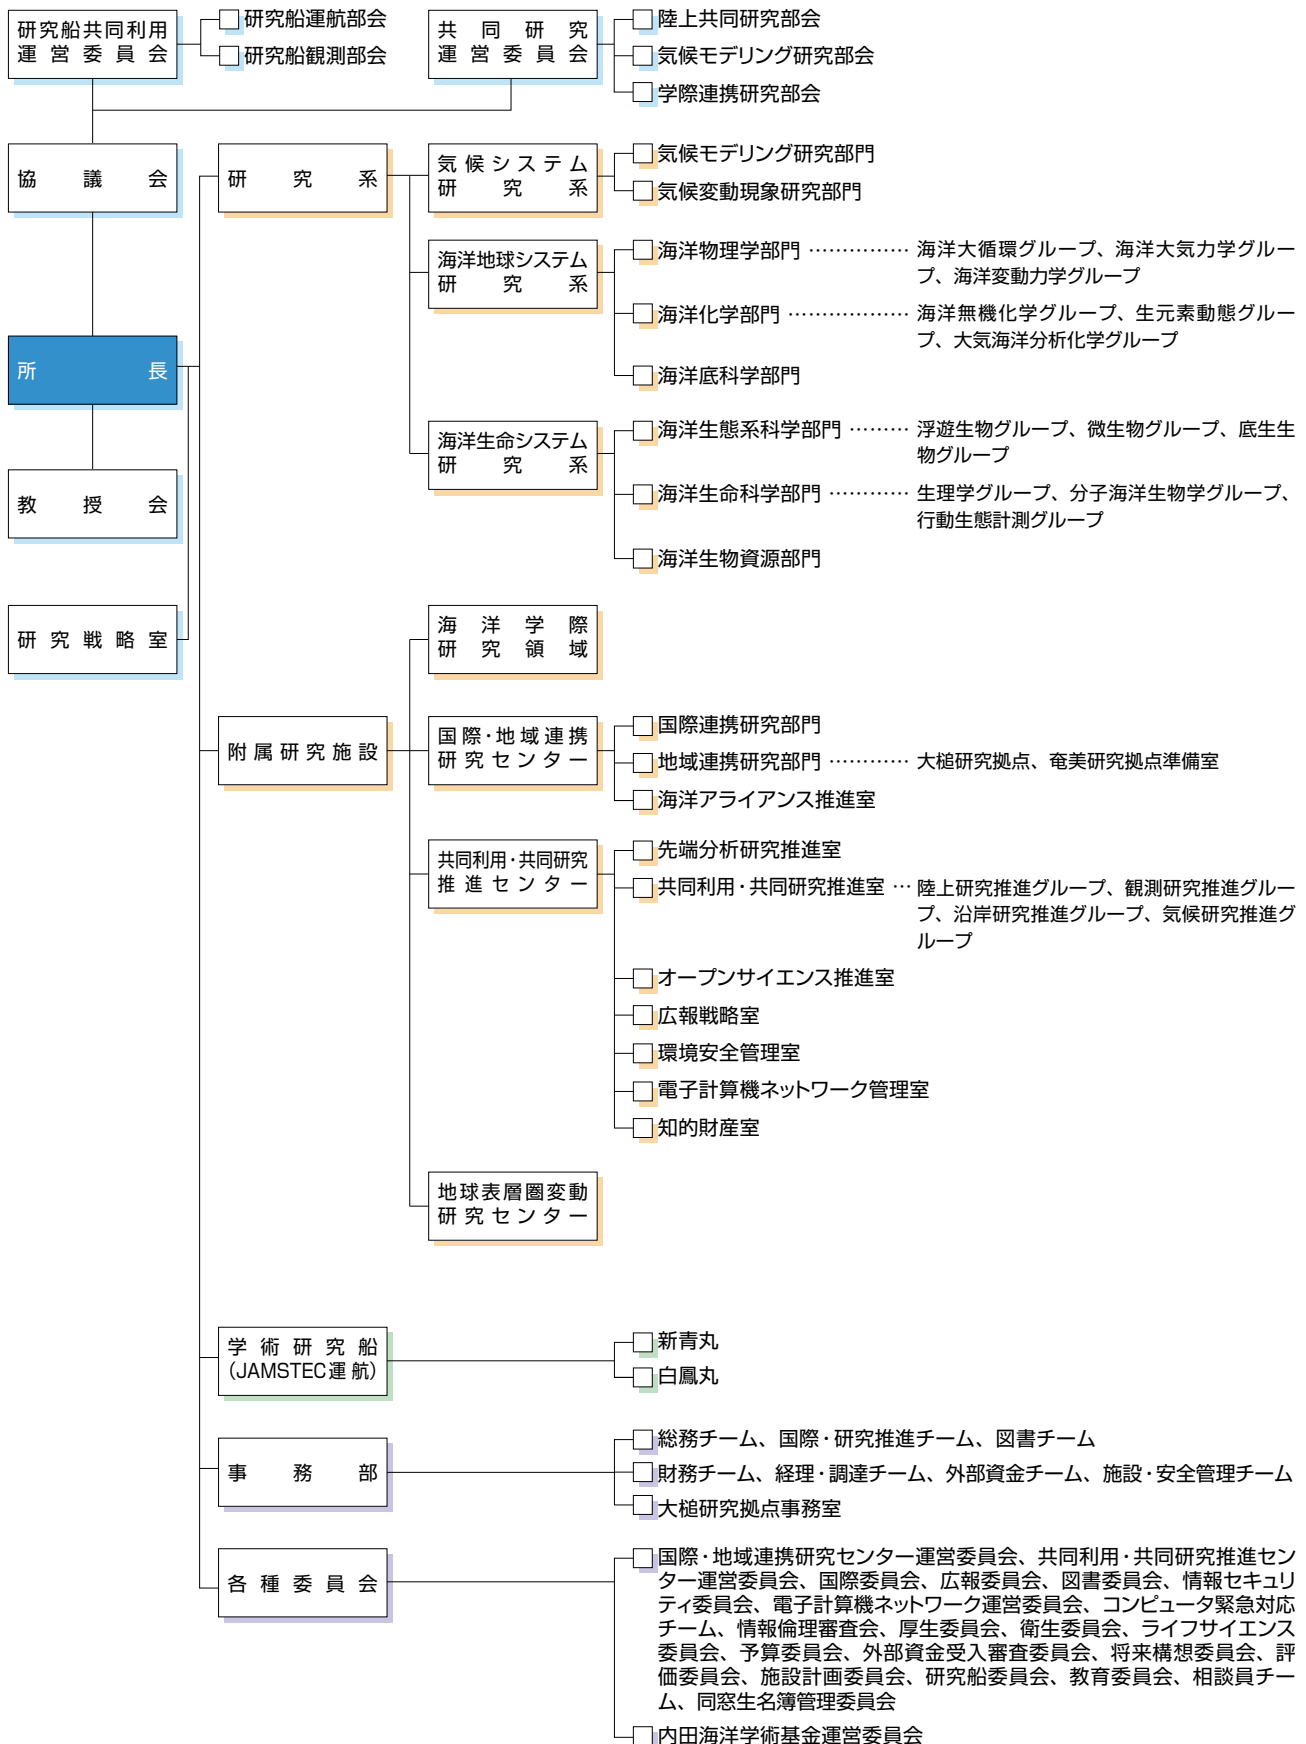 研究船共同利用
運営委員会
研究船運航部会
研究船観測部会
共同研究
運営委員会
陸上共同研究部会
気候モデリング研究部会
学際連携研究部会
協議会
研究系
気候システム
研究系
気候モデリング研究部門
気候変動現象研究部門
海洋地球システム
研究系
海洋物理学部門 …………… 海洋大循環グループ、海洋大気力学グルー
プ、海洋変動力学グループ
海洋化学部門 ……………… 海洋無機化学グループ、生元素動態グルー
プ、大気海洋分析化学グループ
海洋底科学部門
所長
海洋生命システム
研究系
海洋生態系科学部門 ……… 浮遊生物グループ、微生物グループ、底生生
物グループ
海洋生命科学部門 ………… 生理学グループ、分子海洋生物学グループ、
行動生態計測グループ
海洋生物資源部門
教授会
研究戦略室
海洋学際
研究領域
附属研究施設
国際・地域連携
研究センター
国際連携研究部門
地域連携研究部門 ………… 大槌研究拠点、奄美研究拠点準備室
海洋アライアンス推進室
共同利用・共同研究
推進センター
先端分析研究推進室
共同利用・共同研究推進室 … 陸上研究推進グループ、観測研究推進グルー
プ、沿岸研究推進グループ、気候研究推進グ
ループ
オープンサイエンス推進室
広報戦略室
環境安全管理室
電子計算機ネットワーク管理室
知的財産室
地球表層圏変動
研究センター
学術研究船
(JAMSTEC運航)
新青丸
白鳳丸
事務部
総務チーム、国際・研究推進チーム、図書チーム
財務チーム、経理・調達チーム、外部資金チーム、施設・安全管理チーム
大槌研究拠点事務室
各種委員会
国際・地域連携研究センター運営委員会、共同利用・共同研究推進セン
ター運営委員会、国際委員会、広報委員会、図書委員会、情報セキュリ
ティ委員会、電子計算機ネットワーク運営委員会、コンピュータ緊急対応
チーム、情報倫理審査会、厚生委員会、衛生委員会、ライフサイエンス
委員会、予算委員会、外部資金受入審査委員会、将来構想委員会、評
価委員会、施設計画委員会、研究船委員会、教育委員会、相談員チー
ム、同窓生名簿管理委員会
内田海洋学術基金運営委員会